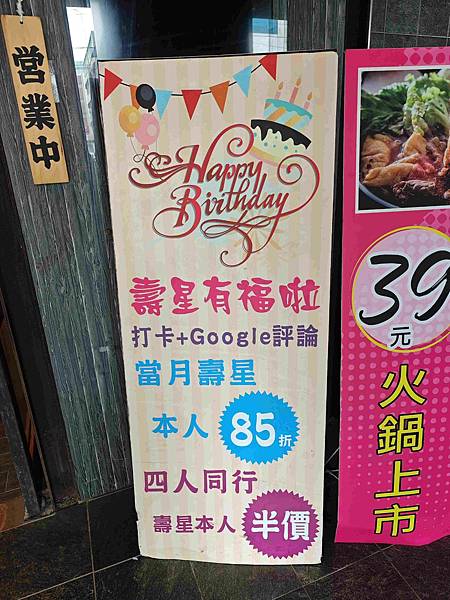 営業中
Happy
Birthday
壽星有福啦
打卡+Google評論
當月壽星
本人 85折
四人同行
壽星本人 半價
39
元
火鍋上市